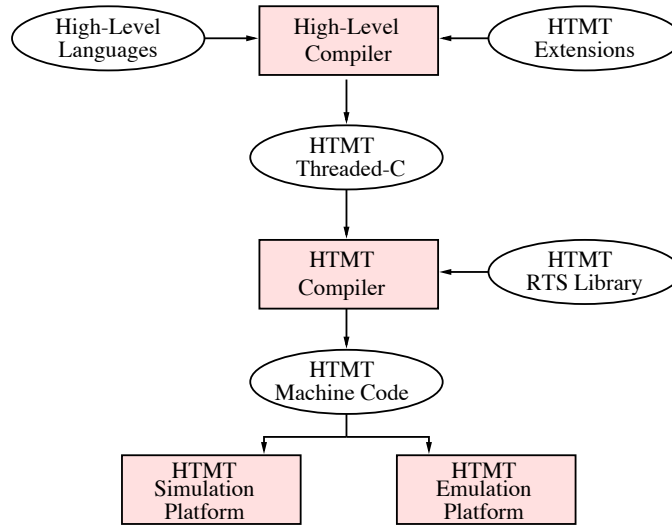 High-Level
Languages
High-Level
Compiler
HTMT
Extensions
HTMT
Threaded-C
HTMT
Compiler
HTMT
RTS Library
HTMT
Machine Code
HTMT
Simulation
Platform
HTMT
Emulation
Platform